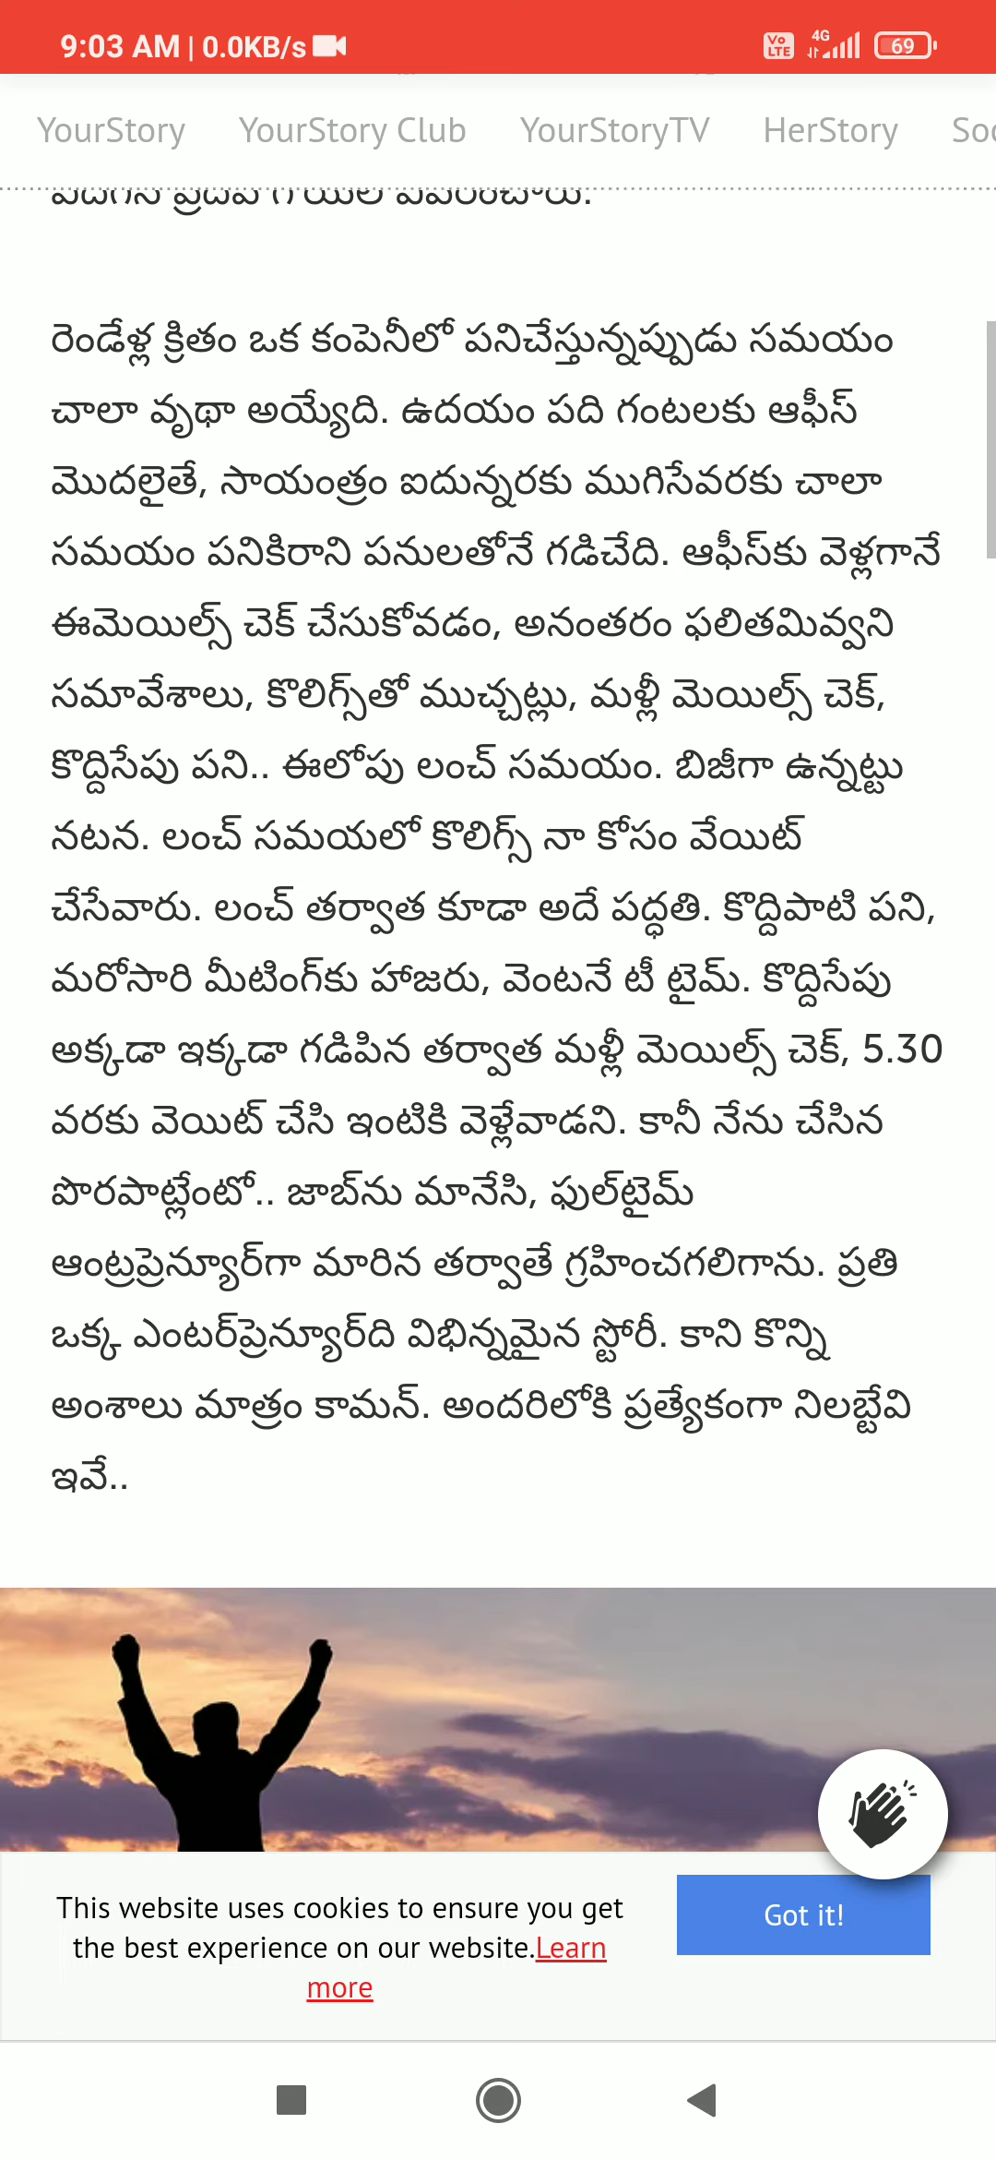 9:03 AM | 0.0KB/s
Vo LTE 4G 69
YourStory YourStory Club YourStoryTV HerStory Soc
రెండేళ్ల క్రితం ఒక కంపెనీలో పనిచేస్తున్నప్పుడు సమయం
చాలా వృథా అయ్యేది. ఉదయం పది గంటలకు ఆఫీస్
మొదలైతే, సాయంత్రం ఐదున్నరకు ముగిసేవరకు చాలా
సమయం పనికిరాని పనులతోనే గడిచేది. ఆఫీస్‌కు వెళ్లగానే
ఈమెయిల్స్ చెక్ చేసుకోవడం, అనంతరం ఫలితమివ్వని
సమావేశాలు, కొలిగ్స్‌తో ముచ్చట్లు, మళ్లీ మెయిల్స్ చెక్,
కొద్దిసేపు పని.. ఈలోపు లంచ్ సమయం. బిజీగా ఉన్నట్టు
నటన. లంచ్ సమయలో కొలిగ్స్ నా కోసం వేయిట్
చేసేవారు. లంచ్ తర్వాత కూడా అదే పద్ధతి. కొద్దిపాటి పని,
మరోసారి మీటింగ్‌కు హాజరు, వెంటనే టీ టైమ్. కొద్దిసేపు
అక్కడా ఇక్కడా గడిపిన తర్వాత మళ్లీ మెయిల్స్ చెక్, 5.30
వరకు వెయిట్ చేసి ఇంటికి వెళ్లేవాడని. కానీ నేను చేసిన
పొరపాట్లేంటో.. జాబ్‌ను మానేసి, ఫుల్‌టైమ్
ఆంట్రప్రెన్యూర్‌గా మారిన తర్వాతే గ్రహించగలిగాను. ప్రతి
ఒక్క ఎంటర్‌ప్రెన్యూర్‌ది విభిన్నమైన స్టోరీ. కాని కొన్ని
అంశాలు మాత్రం కామన్. అందరిలోకి ప్రత్యేకంగా నిలబ్టేవి
ఇవే..
This website uses cookies to ensure you get
the best experience on our website.Learn
more
Got it!